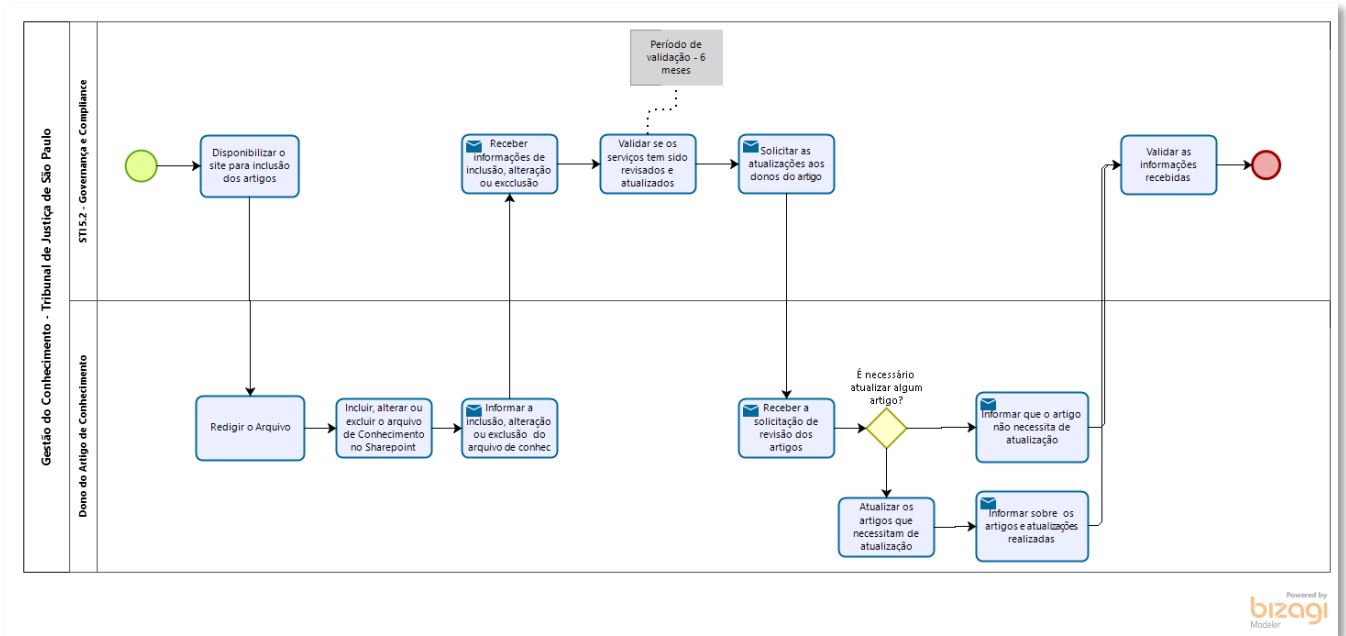 Gestão do Conhecimento - Tribunal de Justiça de São Paulo
STI 5.2 - Governança e Compliance
Disponibilizar o
site para inclusão
dos artigos
Receber
informações de
inclusão, alteração
ou excclusão
Período de
validação - 6
meses
Validar se os
serviços tem sido
revisados e
atualizados
Solicitar as
atualizações aos
donos do artigo
Validar as
informações
recebidas
Dono do Artigo de Conhecimento
Redigir o Arquivo
Incluir, alterar ou
excluir o arquivo
de Conhecimento
no Sharepoint
Informar a
inclusão, alteração
ou exclusão do
arquivo de conhec
Receber a
solicitação de
revisão dos
artigos
É necessário
atualizar algum
artigo?
Informar que o artigo
não necessita de
atualização
Atualizar os
artigos que
necessitam de
atualização
Informar sobre os
artigos e atualizações
realizadas
Powered by
bizagi
Modeler